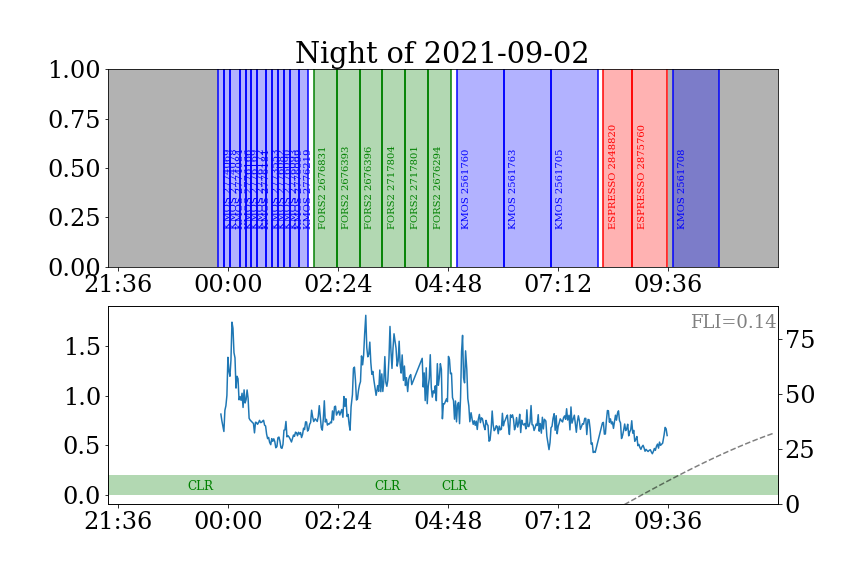 Night of 2021-09-02
1.00
0.75
0.50
0.25
0.00
KMOS 2776219
FORS2 2676831
FORS2 2676393
FORS2 2676396
FORS2 2717804
FORS2 2717801
FORS2 2676294
KMOS 2561760
KMOS 2561763
KMOS 2561705
ESPRESSO 2848820
ESPRESSO 2875760
KMOS 2561708
21:36 00:00 02:24 04:48 07:12 09:36
FLI=0.14
1.5
1.0
0.5
0.0
75
50
25
0
CLR CLR CLR
21:36 00:00 02:24 04:48 07:12 09:36